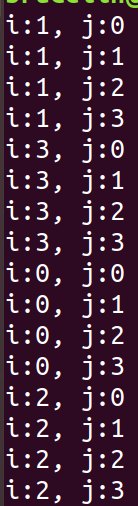 i:1, j:0
i:1, j:1
i:1, j:2
i:1, j:3
i:3, j:0
i:3, j:1
i:3, j:2
i:3, j:3
i:0, j:0
i:0, j:1
i:0, j:2
i:0, j:3
i:2, j:0
i:2, j:1
i:2, j:2
i:2, j:3